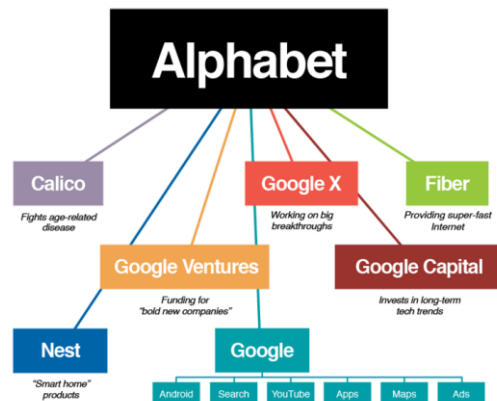 Alphabet
Calico
Fights age-related
disease
Google X
Working on big
breakthroughs
Fiber
Providing super-fast
Internet
Google Ventures
Funding for
"bold new companies"
Google Capital
Invests in long-term
tech trends
Nest
"Smart home"
products
Google
Android
Search
YouTube
Apps
Maps
Ads